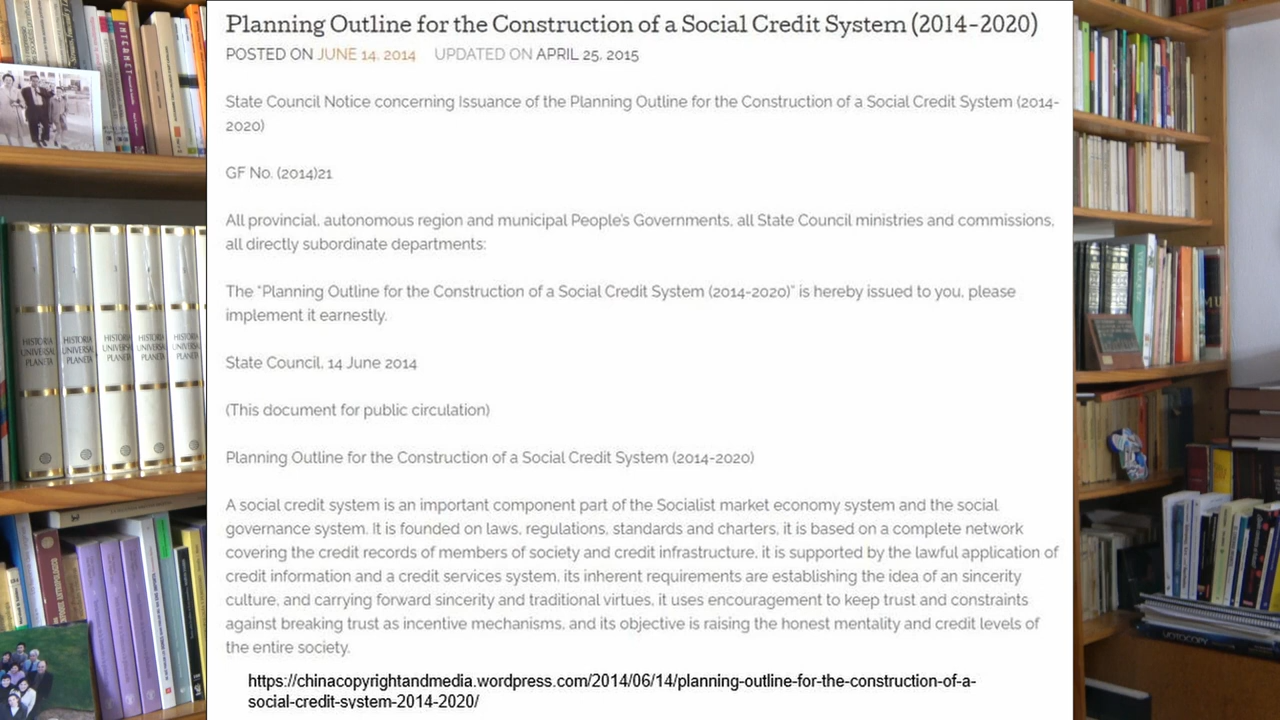 Planning Outline for the Construction of a Social Credit System (2014-2020)
POSTED ON JUNE 14, 2014 UPDATED ON APRIL 25, 2015
State Council Notice concerning Issuance of the Planning Outline for the Construction of a Social Credit System (2014-
2020)
GF No. (2014)21
All provincial, autonomous region and municipal People's Governments, all State Council ministries and commissions,
all directly subordinate departments:
The "Planning Outline for the Construction of a Social Credit System (2014-2020)" is hereby issued to you, please
implement it earnestly.
State Council, 14 June 2014
(This document for public circulation)
Planning Outline for the Construction of a Social Credit System (2014-2020)
A social credit system is an important component part of the Socialist market economy system and the social
governance system. It is founded on laws, regulations, standards and charters, it is based on a complete network
covering the credit records of members of society and credit infrastructure, it is supported by the lawful application of
credit information and a credit services system, its inherent requirements are establishing the idea of an sincerity
culture, and carrying forward sincerity and traditional virtues, it uses encouragement to keep trust and constraints
against breaking trust as incentive mechanisms, and its objective is raising the honest mentality and credit levels of
the entire society.
https://chinacopyrightandmedia.wordpress.com/2014/06/14/planning-outline-for-the-construction-of-a-
social-credit-system-2014-2020/
INTERNET
HISTORIA
UNIVERSAL
PLANETA
HISTORIA
UNIVERSAL
PLANETA
HISTORIA
UNIVERSAL
PLANETA
HISTORIA
UNIVERSAL
PLANETA
HISTORIA
UNIVERSAL
PLANETA